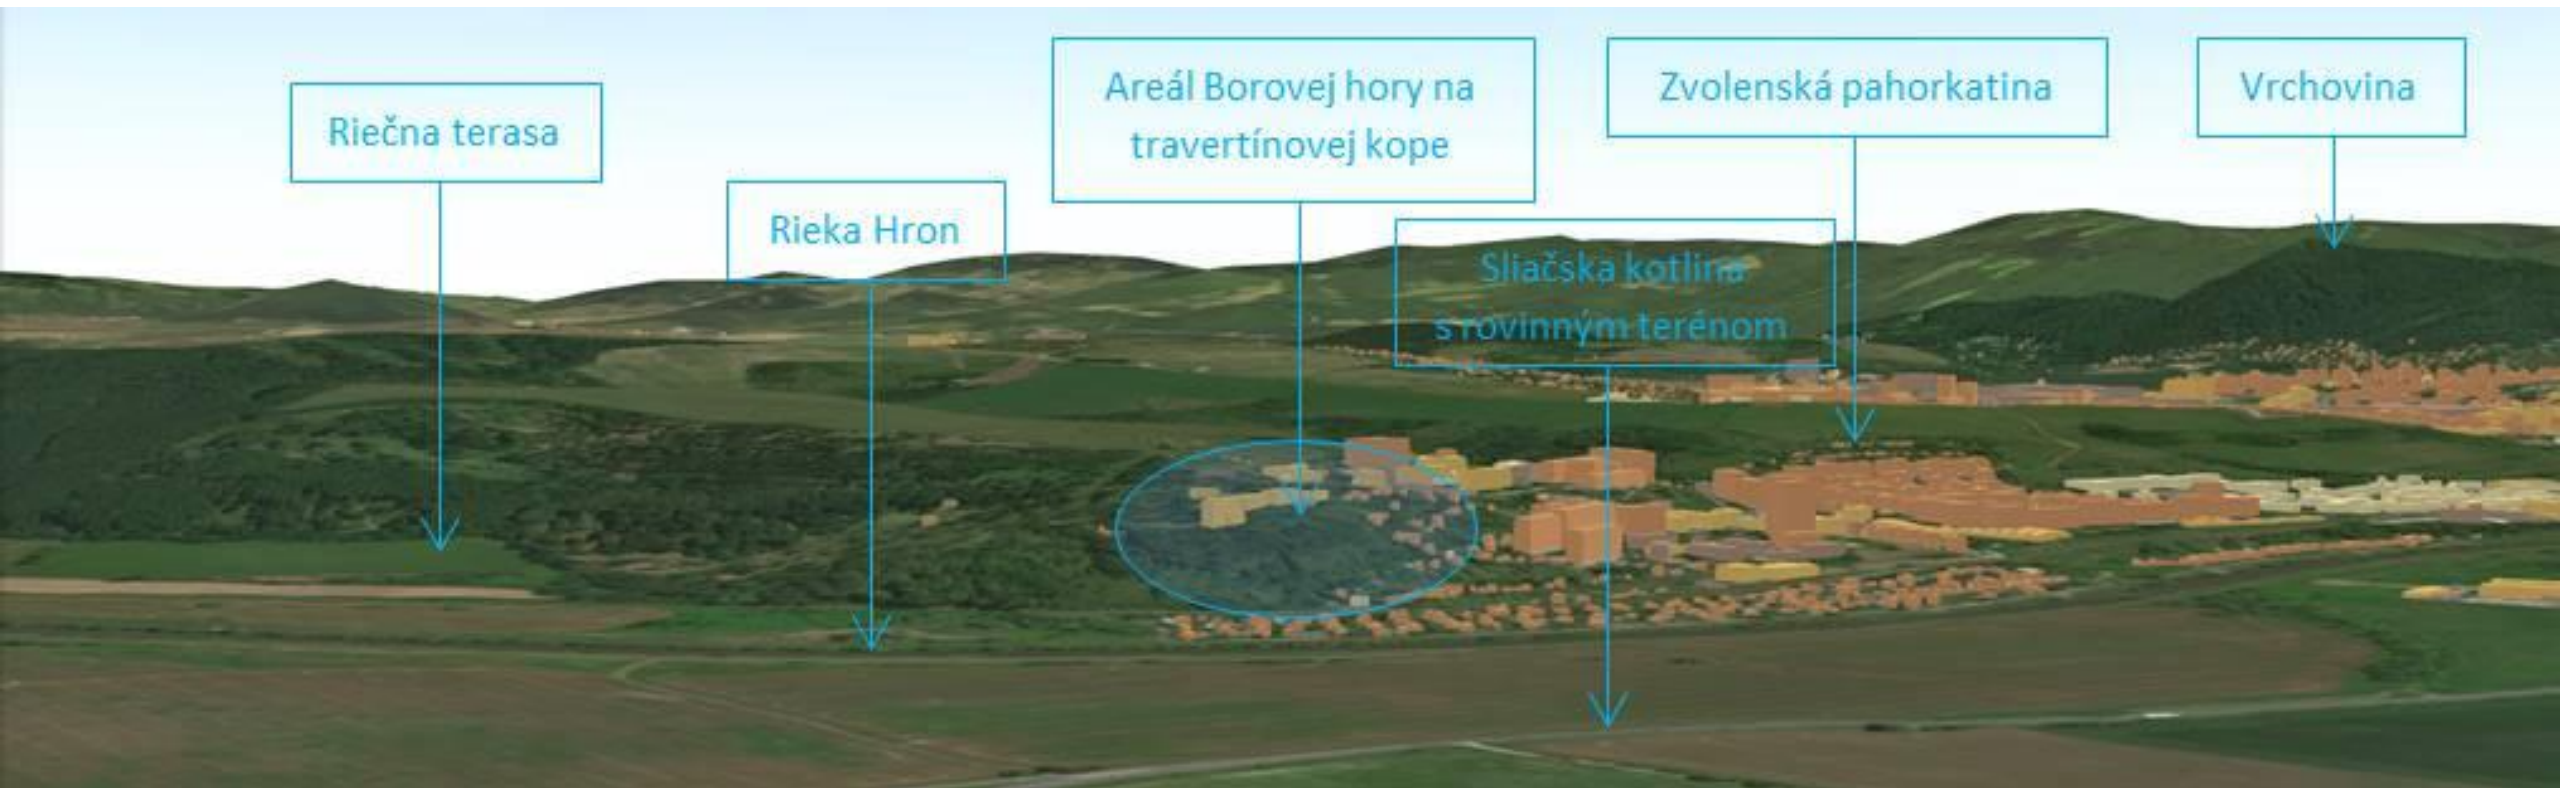 Riečna terasa
Rieka Hron
Areál Borovej hory na
travertínovej kope
Sliačska kotlina
s rovinným terénom
Zvolenská pahorkatina
Vrchovina